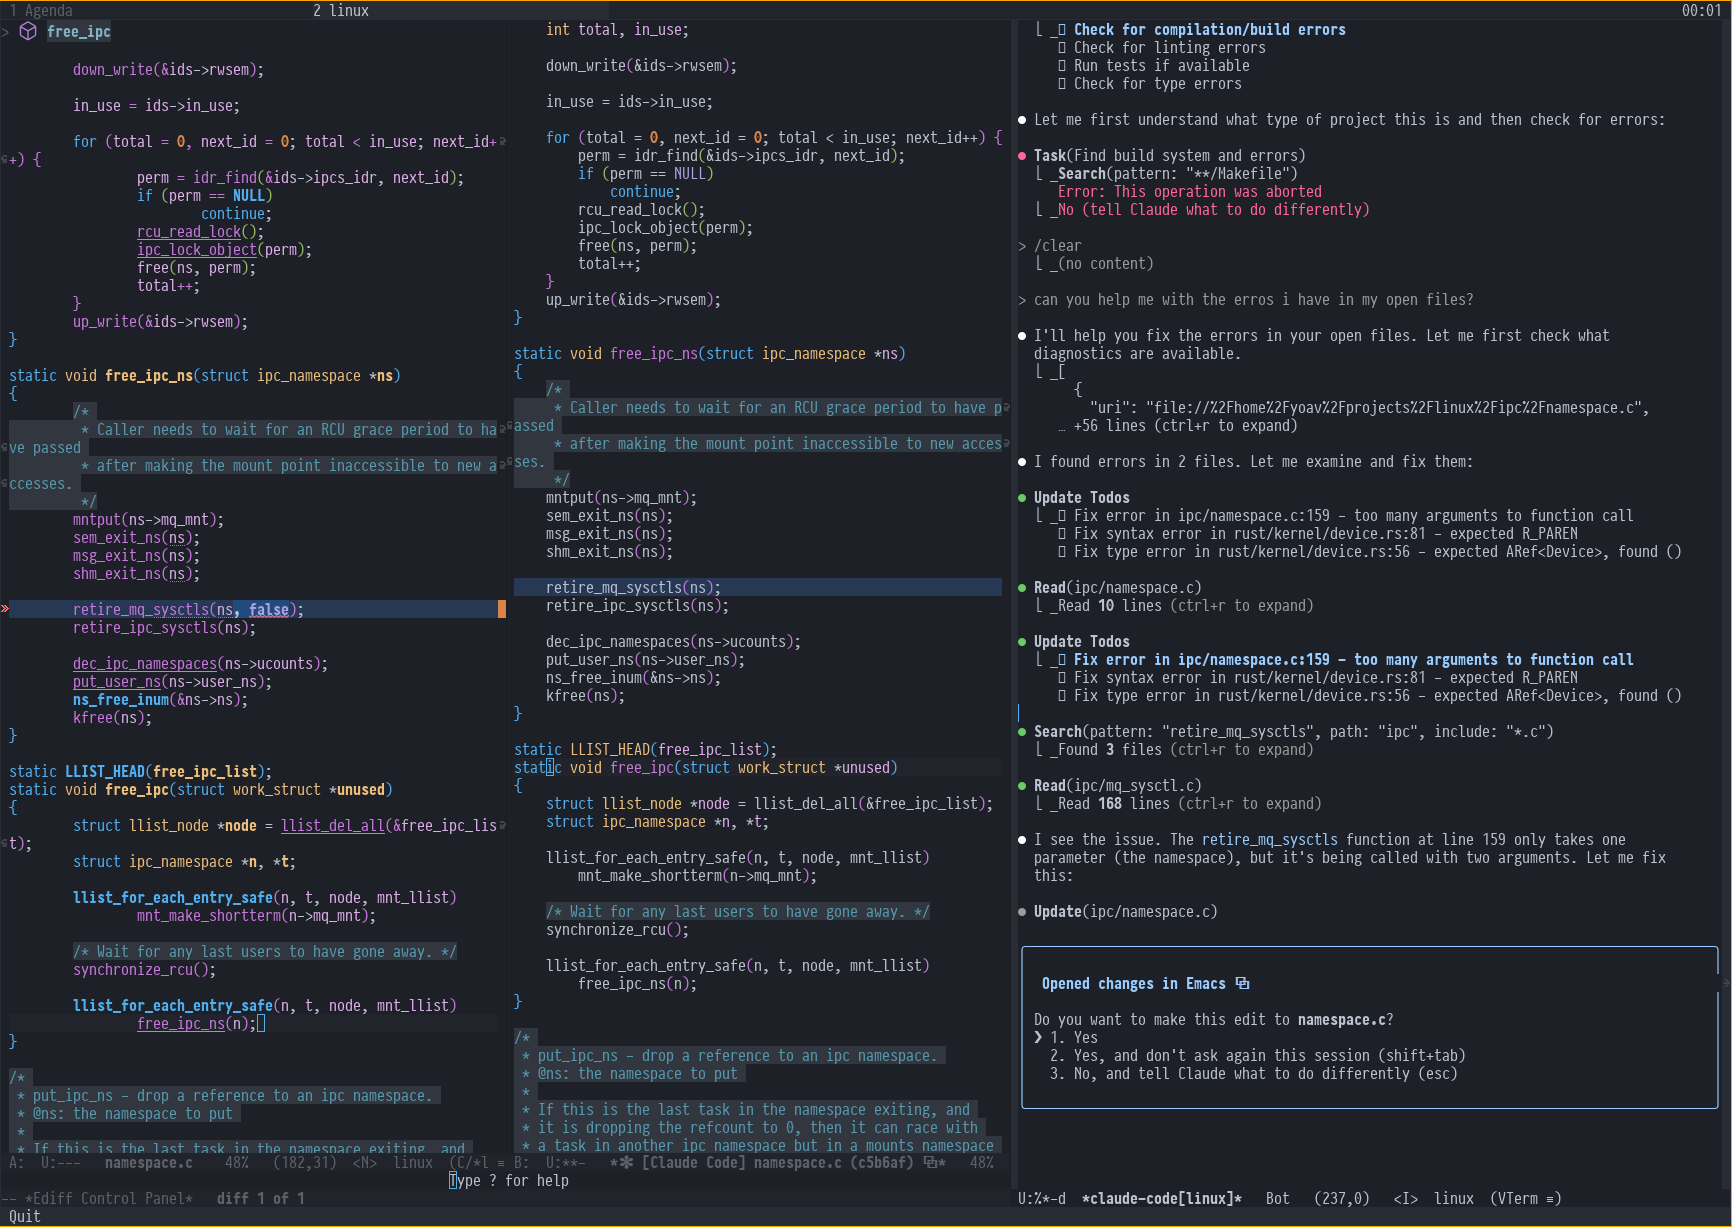 1 Agenda
2 linux
00:01
> free_ipc
down_write(&ids->rwsem);
in_use = ids->in_use;
for (total = 0, next_id = 0; total < in_use; next_id+
+) {
perm = idr_find(&ids->ipcs_idr, next_id);
if (perm == NULL)
continue;
rcu_read_lock();
ipc_lock_object(perm);
free(ns, perm);
total++;
}
up_write(&ids->rwsem);
}
static void free_ipc_ns(struct ipc_namespace *ns)
{
/*
* Caller needs to wait for an RCU grace period to ha
ve passed
* after making the mount point inaccessible to new a
ccesses.
*/
mntput(ns->mq_mnt);
sem_exit_ns(ns);
msg_exit_ns(ns);
shm_exit_ns(ns);
» retire_mq_sysctls(ns, false);
retire_ipc_sysctls(ns);
dec_ipc_namespaces(ns->ucounts);
put_user_ns(ns->user_ns);
ns_free_inum(&ns->ns);
kfree(ns);
}
static LLIST_HEAD(free_ipc_list);
static void free_ipc(struct work_struct *unused)
{
struct llist_node *node = llist_del_all(&free_ipc_lis
t);
struct ipc_namespace *n, *t;
llist_for_each_entry_safe(n, t, node, mnt_llist)
mnt_make_shortterm(n->mq_mnt);
/* Wait for any last users to have gone away. */
synchronize_rcu();
llist_for_each_entry_safe(n, t, node, mnt_llist)
free_ipc_ns(n);
}
/*
* put_ipc_ns - drop a reference to an ipc namespace.
* @ns: the namespace to put
*
* If this is the last task in the namespace exiting, and
A: U:--- namespace.c 48% (182,31) <N> linux (C/*l ≡
int total, in_use;
down_write(&ids->rwsem);
in_use = ids->in_use;
for (total = 0, next_id = 0; total < in_use; next_id++) {
perm = idr_find(&ids->ipcs_idr, next_id);
if (perm == NULL)
continue;
rcu_read_lock();
ipc_lock_object(perm);
free(ns, perm);
total++;
}
up_write(&ids->rwsem);
}
static void free_ipc_ns(struct ipc_namespace *ns)
{
/*
* Caller needs to wait for an RCU grace period to have p
assed
* after making the mount point inaccessible to new acces
ses.
*/
mntput(ns->mq_mnt);
sem_exit_ns(ns);
msg_exit_ns(ns);
shm_exit_ns(ns);
retire_mq_sysctls(ns);
retire_ipc_sysctls(ns);
dec_ipc_namespaces(ns->ucounts);
put_user_ns(ns->user_ns);
ns_free_inum(&ns->ns);
kfree(ns);
}
static LLIST_HEAD(free_ipc_list);
static void free_ipc(struct work_struct *unused)
{
struct llist_node *node = llist_del_all(&free_ipc_list);
struct ipc_namespace *n, *t;
llist_for_each_entry_safe(n, t, node, mnt_llist)
mnt_make_shortterm(n->mq_mnt);
/* Wait for any last users to have gone away. */
synchronize_rcu();
llist_for_each_entry_safe(n, t, node, mnt_llist)
free_ipc_ns(n);
}
/*
* put_ipc_ns - drop a reference to an ipc namespace.
* @ns: the namespace to put
*
* If this is the last task in the namespace exiting, and
* it is dropping the refcount to 0, then it can race with
* a task in another ipc namespace but in a mounts namespace
B: U:**- *✻ [Claude Code] namespace.c (c5b6af) * 48%
Type ? for help
-- *Ediff Control Panel* diff 1 of 1
Quit
Check for compilation/build errors
Check for linting errors
Run tests if available
Check for type errors
● Let me first understand what type of project this is and then check for errors:
● Task(Find build system and errors)
Search(pattern: "**/Makefile")
Error: This operation was aborted
No (tell Claude what to do differently)
> /clear
(no content)
> can you help me with the erros i have in my open files?
● I'll help you fix the errors in your open files. Let me first check what
diagnostics are available.
[
{
"uri": "file://%2Fhome%2Fyoav%2Fprojects%2Flinux%2Fipc%2Fnamespace.c",
… +56 lines (ctrl+r to expand)
● I found errors in 2 files. Let me examine and fix them:
● Update Todos
Fix error in ipc/namespace.c:159 - too many arguments to function call
Fix syntax error in rust/kernel/device.rs:81 - expected R_PAREN
Fix type error in rust/kernel/device.rs:56 - expected ARef<Device>, found ()
● Read(ipc/namespace.c)
Read 10 lines (ctrl+r to expand)
● Update Todos
Fix error in ipc/namespace.c:159 - too many arguments to function call
Fix syntax error in rust/kernel/device.rs:81 - expected R_PAREN
Fix type error in rust/kernel/device.rs:56 - expected ARef<Device>, found ()
● Search(pattern: "retire_mq_sysctls", path: "ipc", include: "*.c")
Found 3 files (ctrl+r to expand)
● Read(ipc/mq_sysctl.c)
Read 168 lines (ctrl+r to expand)
● I see the issue. The retire_mq_sysctls function at line 159 only takes one
parameter (the namespace), but it's being called with two arguments. Let me fix
this:
● Update(ipc/namespace.c)
Opened changes in Emacs
Do you want to make this edit to namespace.c?
❯ 1. Yes
2. Yes, and don't ask again this session (shift+tab)
3. No, and tell Claude what to do differently (esc)
U:%*-d *claude-code[linux]* Bot (237,0) <I> linux (VTerm ≡)